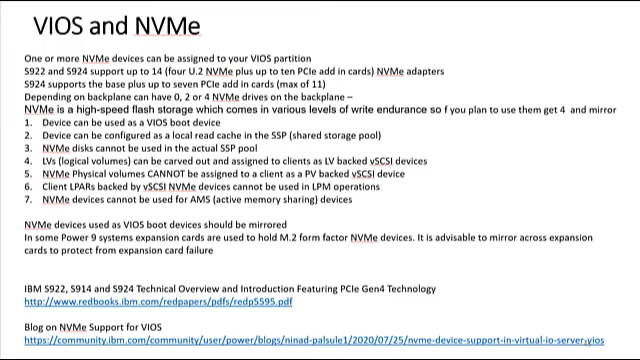 VIOS and NVMe
One or more NVMe devices can be assigned to your VIOS partition
S922 and S924 support up to 14 (four U.2 NVMe plus up to ten PCIe add in cards) NVMe adapters
S924 supports the base plus up to seven PCIe add in cards (max of 11)
Depending on backplane can have 0, 2 or 4 NVMe drives on the backplane –
NVMe is a high-speed flash storage which comes in various levels of write endurance so f you plan to use them get 4 and mirror
1. Device can be used as a VIOS boot device
2. Device can be configured as a local read cache in the SSP (shared storage pool)
3. NVMe disks cannot be used in the actual SSP pool
4. LVs (logical volumes) can be carved out and assigned to clients as LV backed vSCSI devices
5. NVMe Physical volumes CANNOT be assigned to a client as a PV backed vSCSI device
6. Client LPARs backed by vSCSI NVMe devices cannot be used in LPM operations
7. NVMe devices cannot be used for AMS (active memory sharing) devices
NVMe devices used as VIOS boot devices should be mirrored
In some Power 9 systems expansion cards are used to hold M.2 form factor NVMe devices. It is advisable to mirror across expansion
cards to protect from expansion card failure
IBM S922, S914 and S924 Technical Overview and Introduction Featuring PCIe Gen4 Technology
http://www.redbooks.ibm.com/redpapers/pdfs/redp5595.pdf
Blog on NVMe Support for VIOS
https://community.ibm.com/community/user/power/blogs/ninad-palsule1/2020/07/25/nvme-device-support-in-virtual-io-server-vios